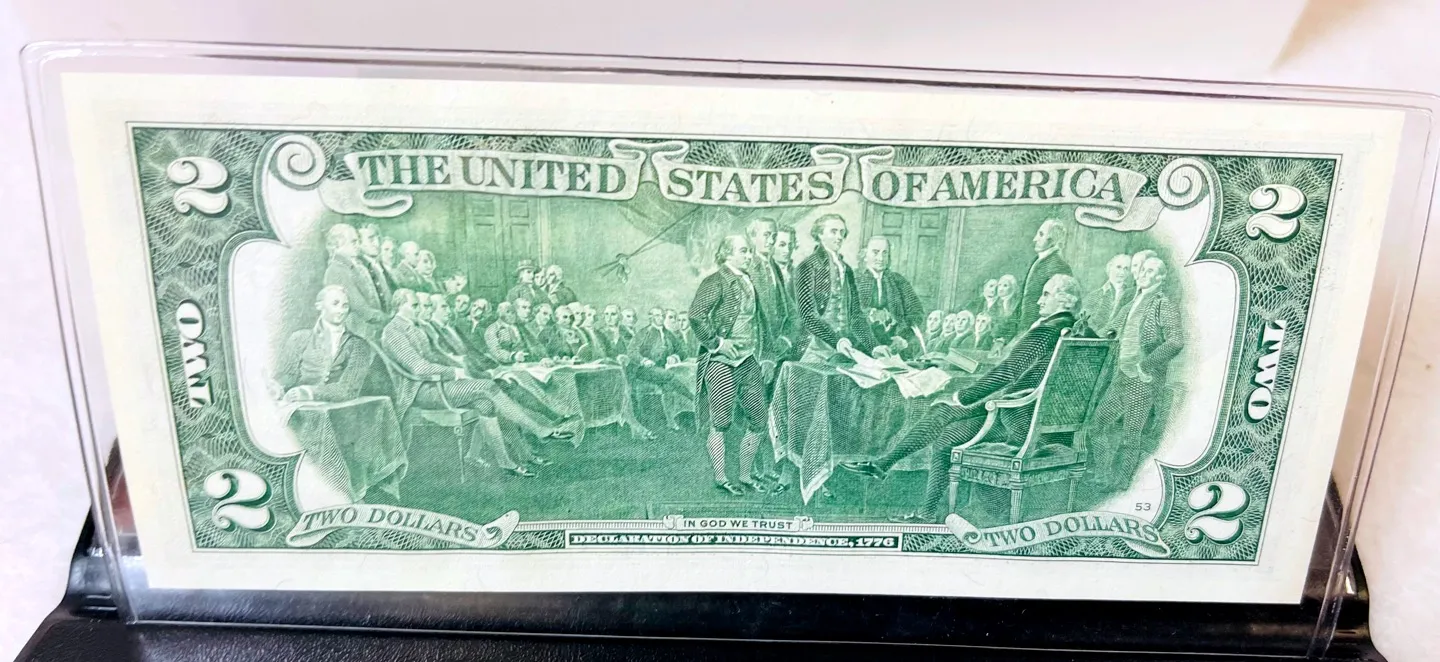 THE UNITED STATES OF AMERICA
2
2
TWO
TWO
53
2
2
TWO DOLLARS
IN GOD WE TRUST
TWO DOLLARS
DECLARATION OF INDEPENDENCE, 1776